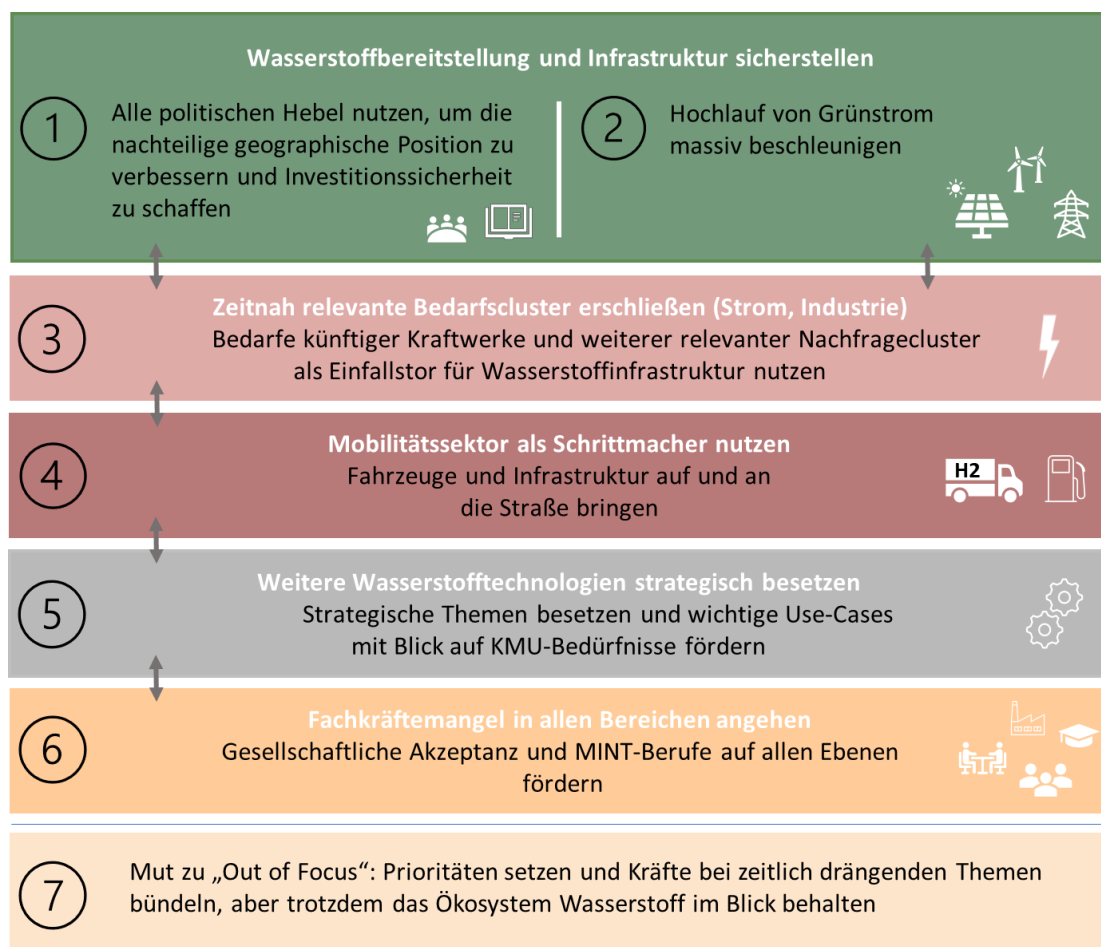 Wasserstoffbereitstellung und Infrastruktur sicherstellen
1
Alle politischen Hebel nutzen, um die
nachteilige geographische Position zu
verbessern und Investitionssicherheit
zu schaffen
2
Hochlauf von Grünstrom
massiv beschleunigen
3
Zeitnah relevante Bedarfscluster erschließen (Strom, Industrie)
Bedarfe künftiger Kraftwerke und weiterer relevanter Nachfragecluster
als Einfallstor für Wasserstoffinfrastruktur nutzen
4
Mobilitätssektor als Schrittmacher nutzen
Fahrzeuge und Infrastruktur auf und an
die Straße bringen
H2
5
Weitere Wasserstofftechnologien strategisch besetzen
Strategische Themen besetzen und wichtige Use-Cases
mit Blick auf KMU-Bedürfnisse fördern
6
Fachkräftemangel in allen Bereichen angehen
Gesellschaftliche Akzeptanz und MINT-Berufe auf allen Ebenen
fördern
7
Mut zu „Out of Focus“: Prioritäten setzen und Kräfte bei zeitlich drängenden Themen
bündeln, aber trotzdem das Ökosystem Wasserstoff im Blick behalten